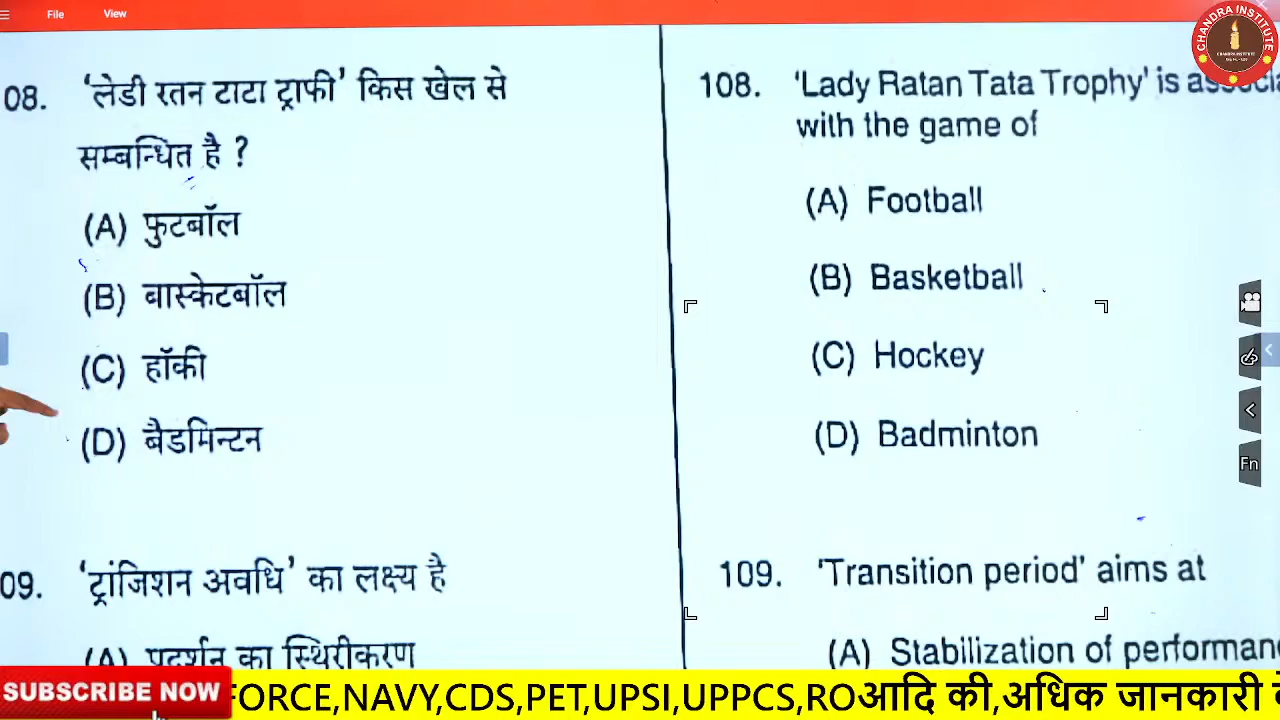 File View
CHANDRA INSTITUTE
08. 'लेडी रतन टाटा ट्राफी' किस खेल से
सम्बन्धित है ?
(A) फुटबॉल
(B) बास्केटबॉल
(C) हॉकी
(D) बैडमिन्टन
09. 'ट्रांजिशन अवधि' का लक्ष्य है
(A) प्रदर्शन का स्थिरीकरण
108. 'Lady Ratan Tata Trophy' is
with the game of
(A) Football
(B) Basketball
(C) Hockey
(D) Badminton
109. 'Transition period' aims at
(A) Stabilization of performan
Fn
SUBSCRIBE NOW
FORCE,NAVY,CDS,PET,UPSI,UPPCS,ROआदि की,अधिक जानकारी